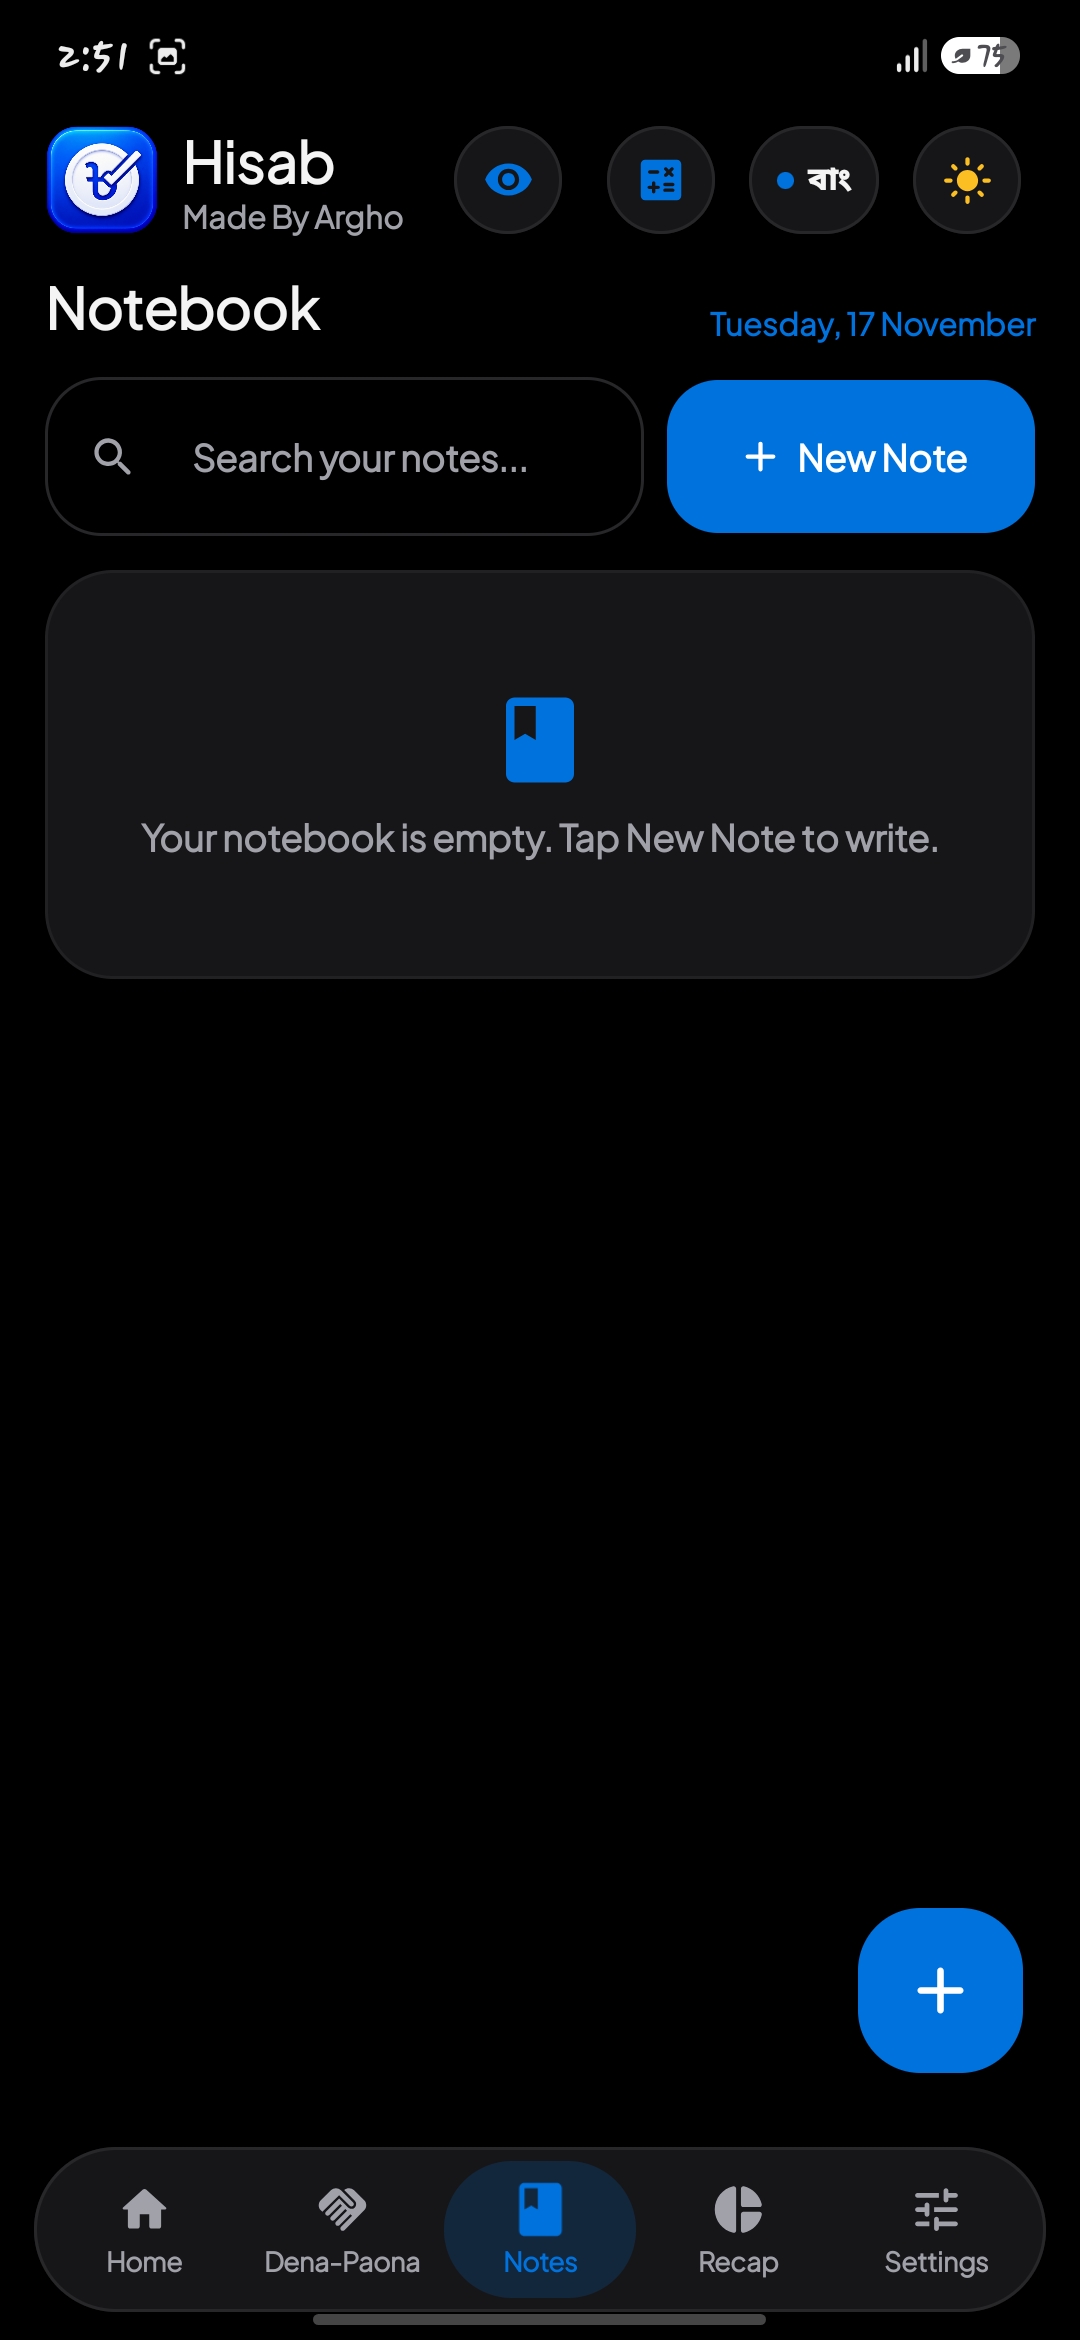 2:51
75
Hisab
Made By Argho
বাং
Notebook
Tuesday, 17 November
Search your notes...
+ New Note
Your notebook is empty. Tap New Note to write.
Home
Dena-Paona
Notes
Recap
Settings